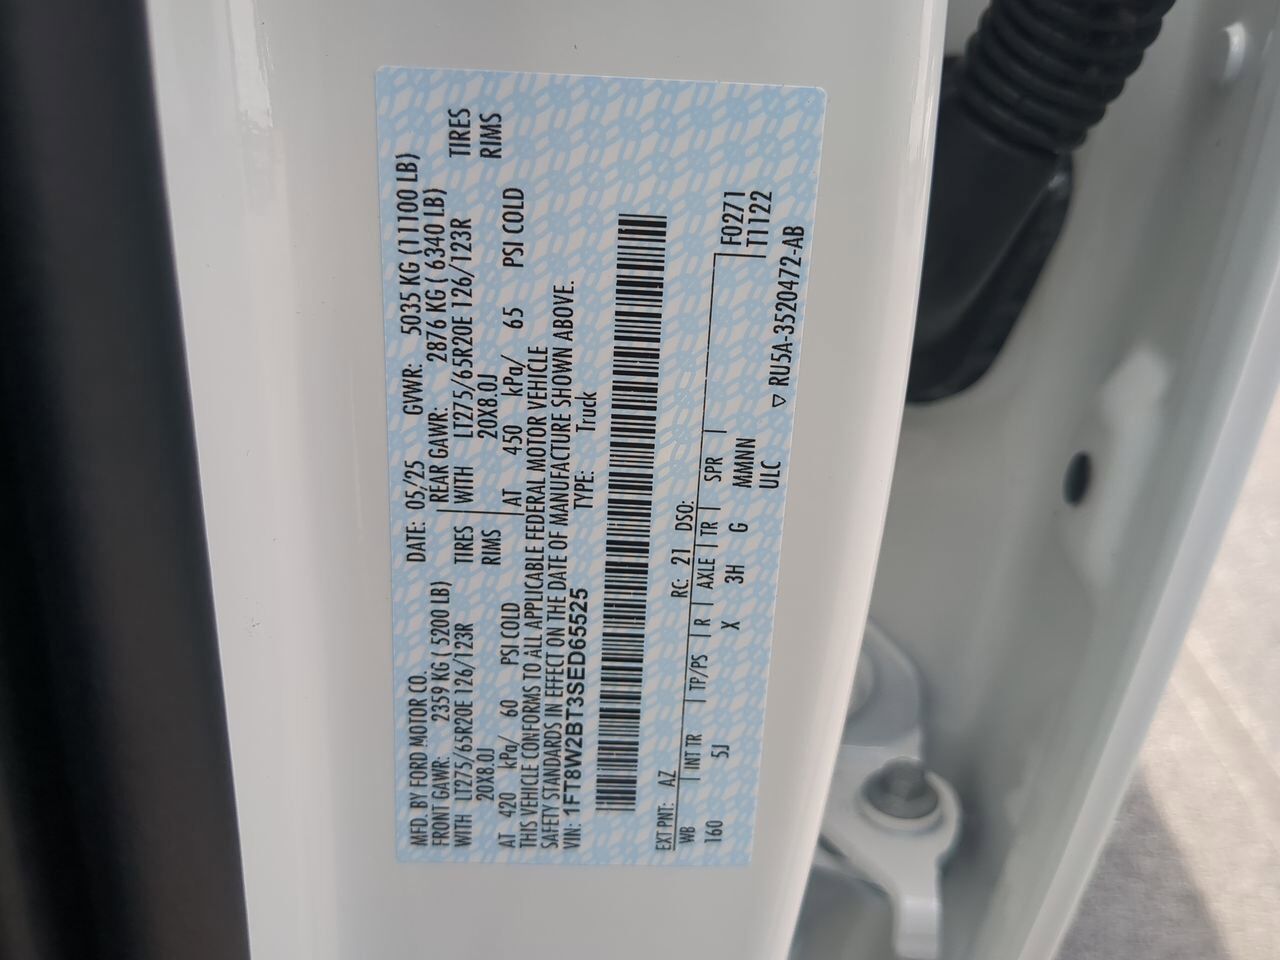 MFD. BY FORD MOTOR CO.
DATE: 05/25 GVWR: 5035 KG (11100 LB)
FRONT GAWR: 2359 KG ( 5200 LB)
REAR GAWR: 2876 KG ( 6340 LB)
WITH LT275/65R20E 126/123R TIRES
WITH LT275/65R20E 126/123R TIRES
20X8.0J RIMS
20X8.0J RIMS
AT 420 kPa/ 60 PSI COLD
AT 450 kPa/ 65 PSI COLD
THIS VEHICLE CONFORMS TO ALL APPLICABLE FEDERAL MOTOR VEHICLE
SAFETY STANDARDS IN EFFECT ON THE DATE OF MANUFACTURE SHOWN ABOVE.
VIN: 1FT8W2BT3SED65525 TYPE: Truck
EXT PNT: AZ RC: 21 DSO:
WB INT TR TP/PS R AXLE TR SPR F0271
160 5J X 3H G MMNN T1122
ULC
▽ RU5A-3520472-AB